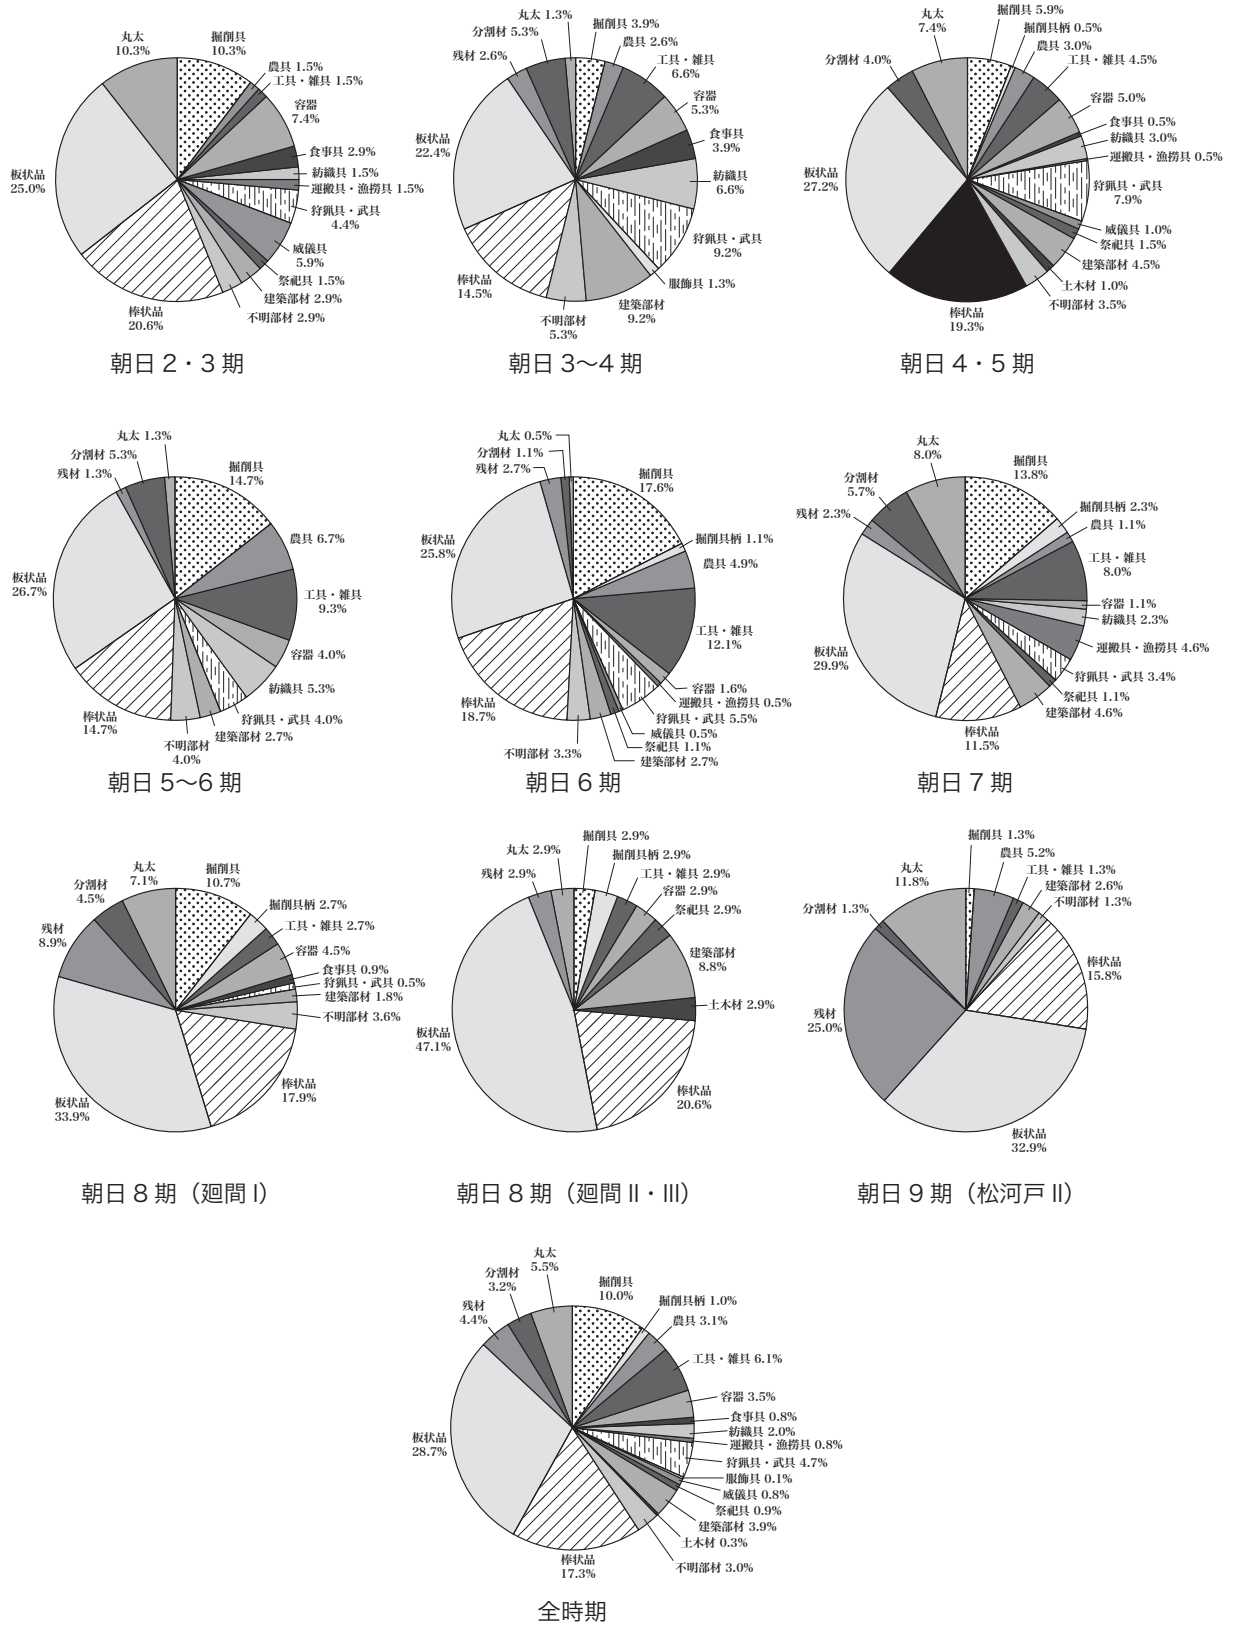 丸太
10.3%
掘削具
10.3%
農具 1.5%
工具・雑具 1.5%
容器
7.4%
食事具 2.9%
紡織具 1.5%
運搬具・漁撈具 1.5%
狩猟具・武具
4.4%
威儀具
5.9%
祭祀具 1.5%
建築部材 2.9%
不明部材 2.9%
棒状品
20.6%
板状品
25.0%
朝日 2・3 期
丸太 1.3%
分割材 5.3%
残材 2.6%
掘削具 3.9%
農具 2.6%
工具・雑具
6.6%
容器
5.3%
食事具
3.9%
紡織具
6.6%
狩猟具・武具
9.2%
服飾具 1.3%
建築部材
9.2%
不明部材
5.3%
棒状品
14.5%
板状品
22.4%
朝日 3〜4 期
丸太
7.4%
分割材 4.0%
掘削具 5.9%
掘削具柄 0.5%
農具 3.0%
工具・雑具 4.5%
容器 5.0%
食事具 0.5%
紡織具 3.0%
運搬具・漁撈具 0.5%
狩猟具・武具
7.9%
威儀具 1.0%
祭祀具 1.5%
建築部材 4.5%
土木材 1.0%
不明部材 3.5%
棒状品
19.3%
板状品
27.2%
朝日 4・5 期
丸太 1.3%
分割材 5.3%
残材 1.3%
掘削具
14.7%
農具 6.7%
工具・雑具
9.3%
容器 4.0%
紡織具 5.3%
狩猟具・武具 4.0%
建築部材 2.7%
不明部材
4.0%
棒状品
14.7%
板状品
26.7%
朝日 5〜6 期
丸太 0.5%
分割材 1.1%
残材 2.7%
掘削具
17.6%
掘削具柄 1.1%
農具 4.9%
工具・雑具
12.1%
容器 1.6%
運搬具・漁撈具 0.5%
狩猟具・武具 5.5%
威儀具 0.5%
祭祀具 1.1%
建築部材 2.7%
不明部材 3.3%
棒状品
18.7%
板状品
25.8%
朝日 6 期
丸太
8.0%
分割材
5.7%
残材 2.3%
掘削具
13.8%
掘削具柄 2.3%
農具 1.1%
工具・雑具
8.0%
容器 1.1%
紡織具 2.3%
運搬具・漁撈具 4.6%
狩猟具・武具 3.4%
祭祀具 1.1%
建築部材 4.6%
棒状品
11.5%
板状品
29.9%
朝日 7 期
丸太
7.1%
分割材
4.5%
残材
8.9%
掘削具
10.7%
掘削具柄 2.7%
工具・雑具 2.7%
容器 4.5%
食事具 0.9%
狩猟具・武具 0.5%
建築部材 1.8%
不明部材 3.6%
棒状品
17.9%
板状品
33.9%
朝日 8 期（廻間 I）
丸太 2.9%
残材 2.9%
掘削具 2.9%
掘削具柄 2.9%
工具・雑具 2.9%
容器 2.9%
祭祀具 2.9%
建築部材
8.8%
土木材 2.9%
棒状品
20.6%
板状品
47.1%
朝日 8 期（廻間 II・III）
丸太
11.8%
分割材 1.3%
掘削具 1.3%
農具 5.2%
工具・雑具 1.3%
建築部材 2.6%
不明部材 1.3%
棒状品
15.8%
残材
25.0%
板状品
32.9%
朝日 9 期（松河戸 II）
丸太
5.5%
分割材
3.2%
残材
4.4%
掘削具
10.0%
掘削具柄 1.0%
農具 3.1%
工具・雑具 6.1%
容器 3.5%
食事具 0.8%
紡織具 2.0%
運搬具・漁撈具 0.8%
狩猟具・武具 4.7%
服飾具 0.1%
威儀具 0.8%
祭祀具 0.9%
建築部材 3.9%
土木材 0.3%
不明部材 3.0%
棒状品
17.3%
板状品
28.7%
全時期